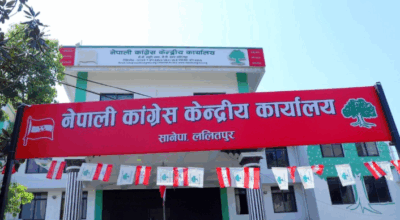 नेपाली कांग्रेस केन्द्रीय कार्यालय
नेपाली कांग्रेस केन्द्रीय कार्यालय
सानेपा, ललितपुर